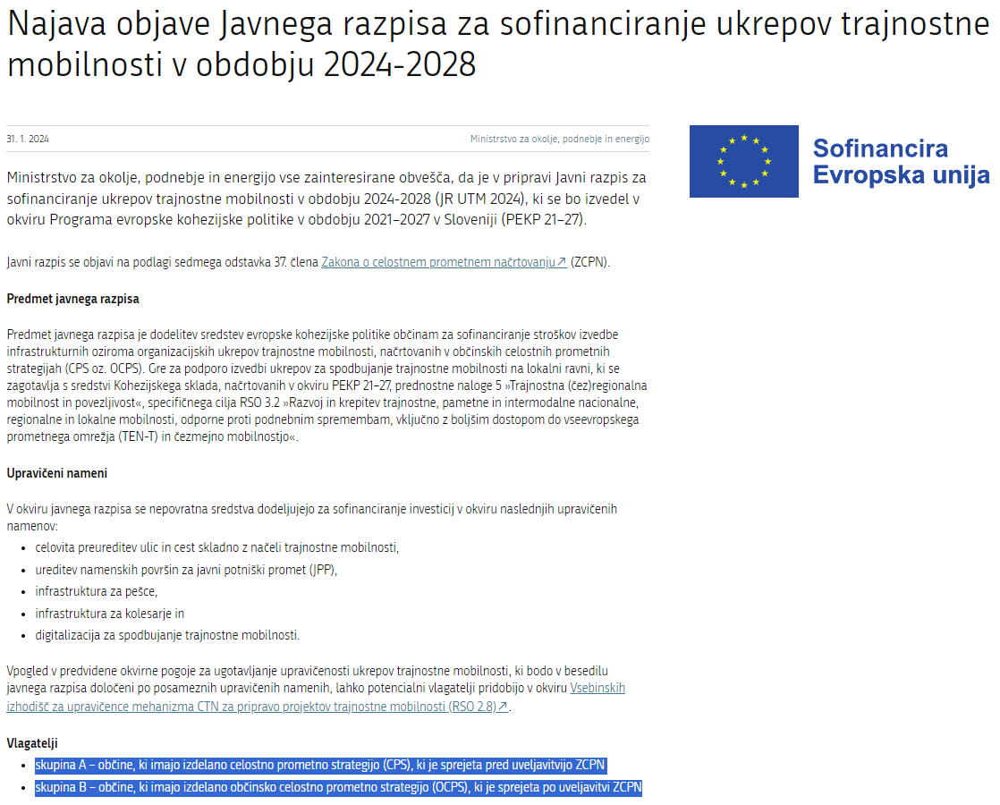 Najava objave Javnega razpisa za sofinanciranje ukrepov trajnostne
mobilnosti v obdobju 2024-2028
31. 1. 2024
Ministrstvo za okolje, podnebje in energijo
Sofinancira
Evropska unija
Ministrstvo za okolje, podnebje in energijo vse zainteresirane obvešča, da je v pripravi Javni razpis za
sofinanciranje ukrepov trajnostne mobilnosti v obdobju 2024-2028 (JR UTM 2024), ki se bo izvedel v
okviru Programa evropske kohezijske politike v obdobju 2021–2027 v Sloveniji (PEKP 21–27).
Javni razpis se objavi na podlagi sedmega odstavka 37. člena Zakona o celostnem prometnem načrtovanju (ZCPN).
Predmet javnega razpisa
Predmet javnega razpisa je dodelitev sredstev evropske kohezijske politike občinam za sofinanciranje stroškov izvedbe
infrastrukturnih oziroma organizacijskih ukrepov trajnostne mobilnosti, načrtovanih v občinskih celostnih prometnih
strategijah (CPS oz. OCPS). Gre za podporo izvedbi ukrepov za spodbujanje trajnostne mobilnosti na lokalni ravni, ki se
zagotavlja s sredstvi Kohezijskega sklada, načrtovanih v okviru PEKP 21–27, prednostne naloge 5 »Trajnostna (čez)regionalna
mobilnost in povezljivost«, specifičnega cilja RSO 3.2 »Razvoj in krepitev trajnostne, pametne in intermodalne nacionalne,
regionalne in lokalne mobilnosti, odporne proti podnebnim spremembam, vključno z boljšim dostopom do vseevropskega
prometnega omrežja (TEN-T) in čezmejno mobilnostjo«.
Upravičeni nameni
V okviru javnega razpisa se nepovratna sredstva dodeljujejo za sofinanciranje investicij v okviru naslednjih upravičenih
namenov:
• celovita preureditev ulic in cest skladno z načeli trajnostne mobilnosti,
• ureditev namenskih površin za javni potniški promet (JPP),
• infrastruktura za pešce,
• infrastruktura za kolesarje in
• digitalizacija za spodbujanje trajnostne mobilnosti.
Vpogled v predvidene okvirne pogoje za ugotavljanje upravičenosti ukrepov trajnostne mobilnosti, ki bodo v besedilu
javnega razpisa določeni po posameznih upravičenih namenih, lahko potencialni vlagatelji pridobijo v okviru Vsebinskih
izhodišč za upravičence mehanizma CTN za pripravo projektov trajnostne mobilnosti (RSO 2.8).
Vlagatelji
• skupina A – občine, ki imajo izdelano celostno prometno strategijo (CPS), ki je sprejeta pred uveljavitvijo ZCPN
• skupina B – občine, ki imajo izdelano občinsko celostno prometno strategijo (OCPS), ki je sprejeta po uveljavitvi ZCPN